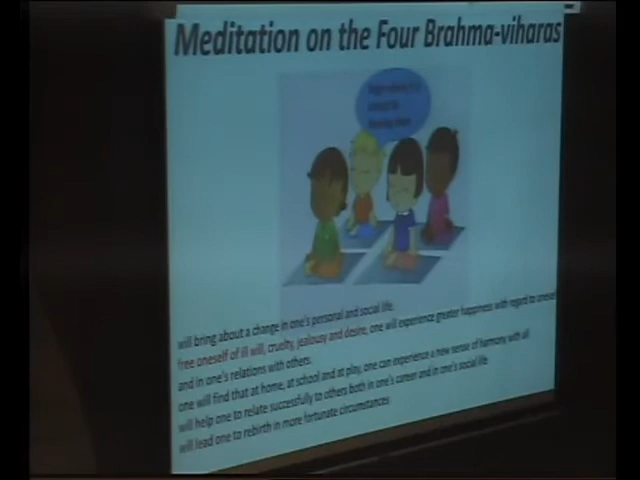 Meditation on the Four Brahma-viharas
will bring about a change in one's personal and social life.
free oneself of ill will, cruelty, jealousy and desire, one will experience greater happiness with regard to
and in one's relations with others.
one will find that at home, at school and at play, one can experience a new sense of harmony with all
will help one to relate successfully to others both in one's career and in one's social life
will lead one to rebirth in more fortunate circumstances